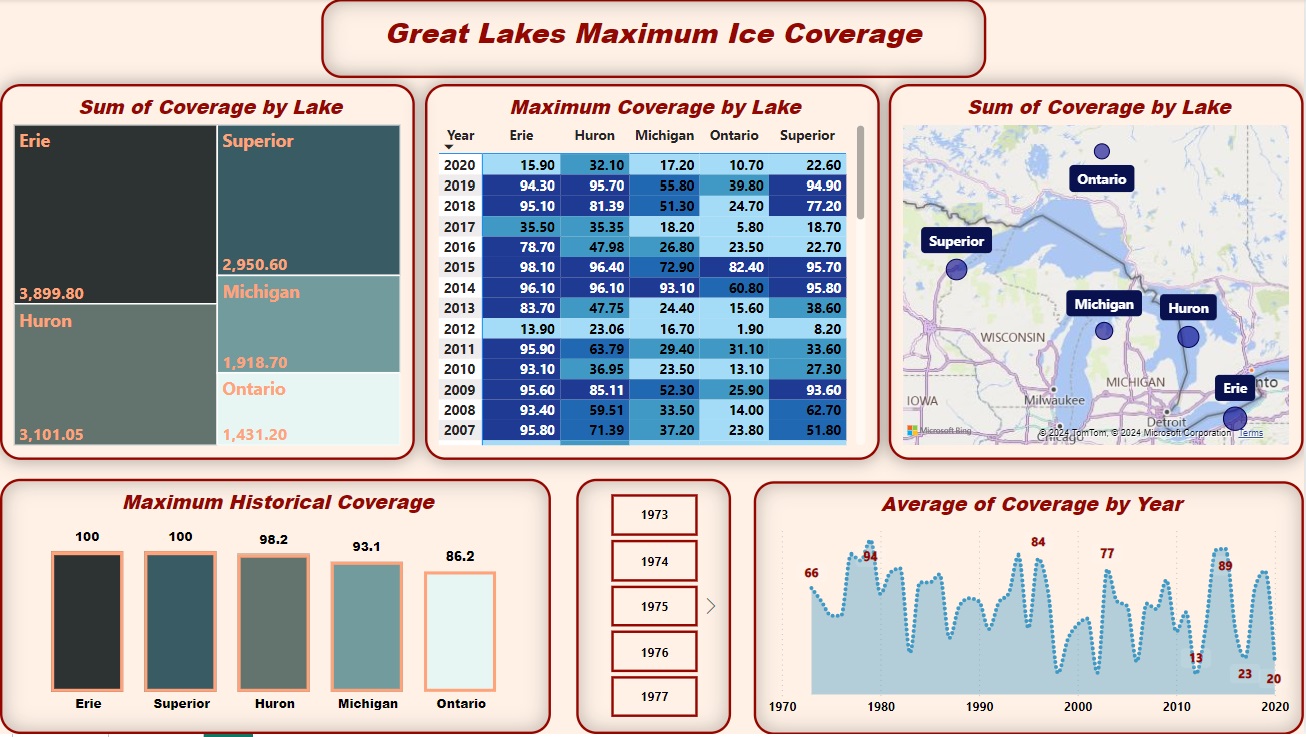 Great Lakes Maximum Ice Coverage
Sum of Coverage by Lake
Erie
3,899.80
Huron
3,101.05
Superior
2,950.60
Michigan
1,918.70
Ontario
1,431.20
Maximum Coverage by Lake
Year Erie Huron Michigan Ontario Superior
2020 15.90 32.10 17.20 10.70 22.60
2019 94.30 95.70 55.80 39.80 94.90
2018 95.10 81.39 51.30 24.70 77.20
2017 35.50 35.35 18.20 5.80 18.70
2016 78.70 47.98 26.80 23.50 22.70
2015 98.10 96.40 72.90 82.40 95.70
2014 96.10 96.10 93.10 60.80 95.80
2013 83.70 47.75 24.40 15.60 38.60
2012 13.90 23.06 16.70 1.90 8.20
2011 95.90 63.79 29.40 31.10 33.60
2010 93.10 36.95 23.50 13.10 27.30
2009 95.60 85.11 52.30 25.90 93.60
2008 93.40 59.51 33.50 14.00 62.70
2007 95.80 71.39 37.20 23.80 51.80
Sum of Coverage by Lake
Ontario
Superior
Michigan
Huron
WISCONSIN
MICHIGAN
Erie
nto
IOWA
Milwaukee
Detroit
Microsoft Bing
Chicago
© 2024 TomTom, © 2024 Microsoft Corporation Terms
Maximum Historical Coverage
100 100 98.2 93.1 86.2
Erie Superior Huron Michigan Ontario
1973
1974
1975
1976
1977
Average of Coverage by Year
66
94
84
77
89
13
23
20
1970 1980 1990 2000 2010 2020